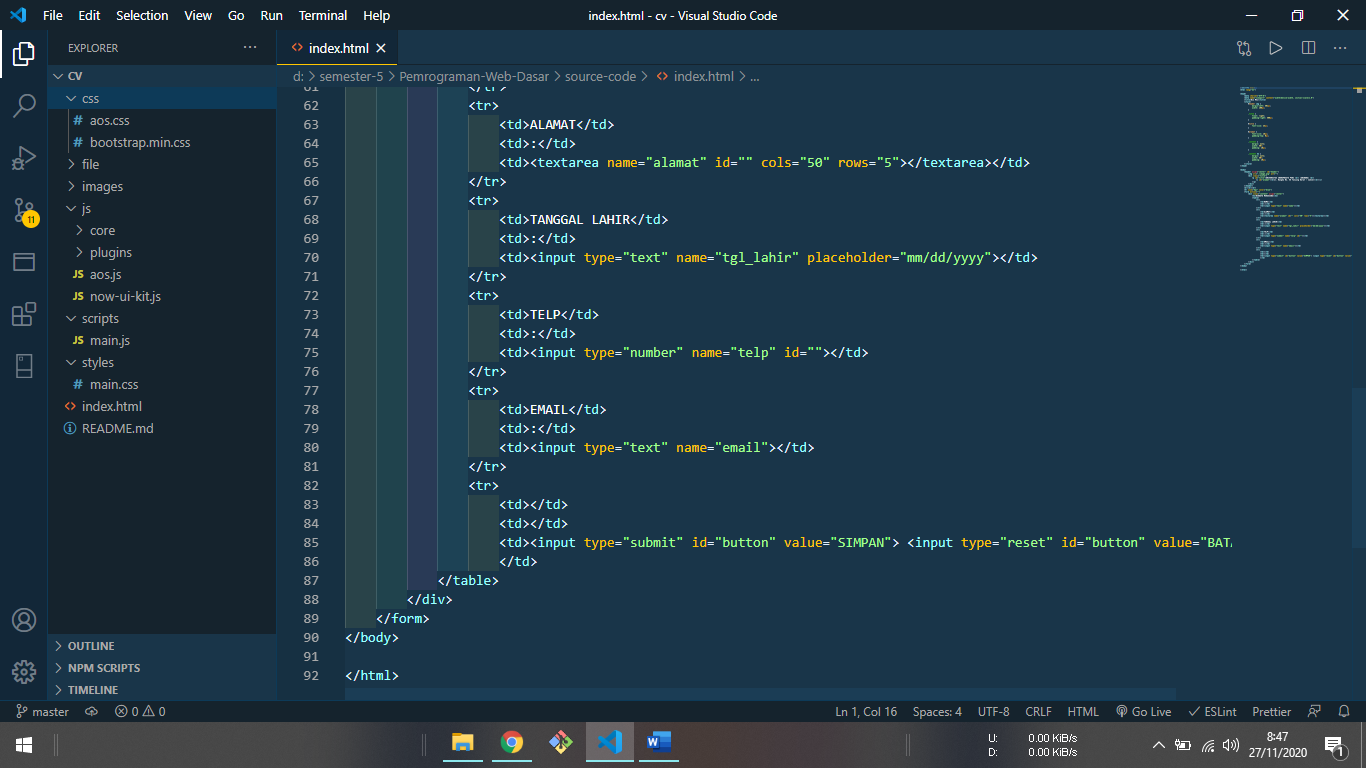 File Edit Selection View Go Run Terminal Help
index.html - cv - Visual Studio Code
EXPLORER
CV
css
# aos.css
# bootstrap.min.css
file
images
js
core
plugins
JS aos.js
JS now-ui-kit.js
scripts
JS main.js
styles
# main.css
<> index.html
README.md
OUTLINE
NPM SCRIPTS
TIMELINE
11
<> index.html
d: > semester-5 > Pemrograman-Web-Dasar > source-code > <> index.html > ...
61 </tr>
62 <tr>
63 <td>ALAMAT</td>
64 <td>:</td>
65 <td><textarea name="alamat" id="" cols="50" rows="5"></textarea></td>
66 </tr>
67 <tr>
68 <td>TANGGAL LAHIR</td>
69 <td>:</td>
70 <td><input type="text" name="tgl_lahir" placeholder="mm/dd/yyyy"></td>
71 </tr>
72 <tr>
73 <td>TELP</td>
74 <td>:</td>
75 <td><input type="number" name="telp" id=""></td>
76 </tr>
77 <tr>
78 <td>EMAIL</td>
79 <td>:</td>
80 <td><input type="text" name="email"></td>
81 </tr>
82 <tr>
83 <td></td>
84 <td></td>
85 <td><input type="submit" id="button" value="SIMPAN"> <input type="reset" id="button" value="BATA
86 </td>
87 </table>
88 </div>
89 </form>
90 </body>
91
92 </html>
master
0 0
Ln 1, Col 16 Spaces: 4 UTF-8 CRLF HTML Go Live ESLint Prettier
U: 0.00 KiB/s
D: 0.00 KiB/s
8:47
27/11/2020
1